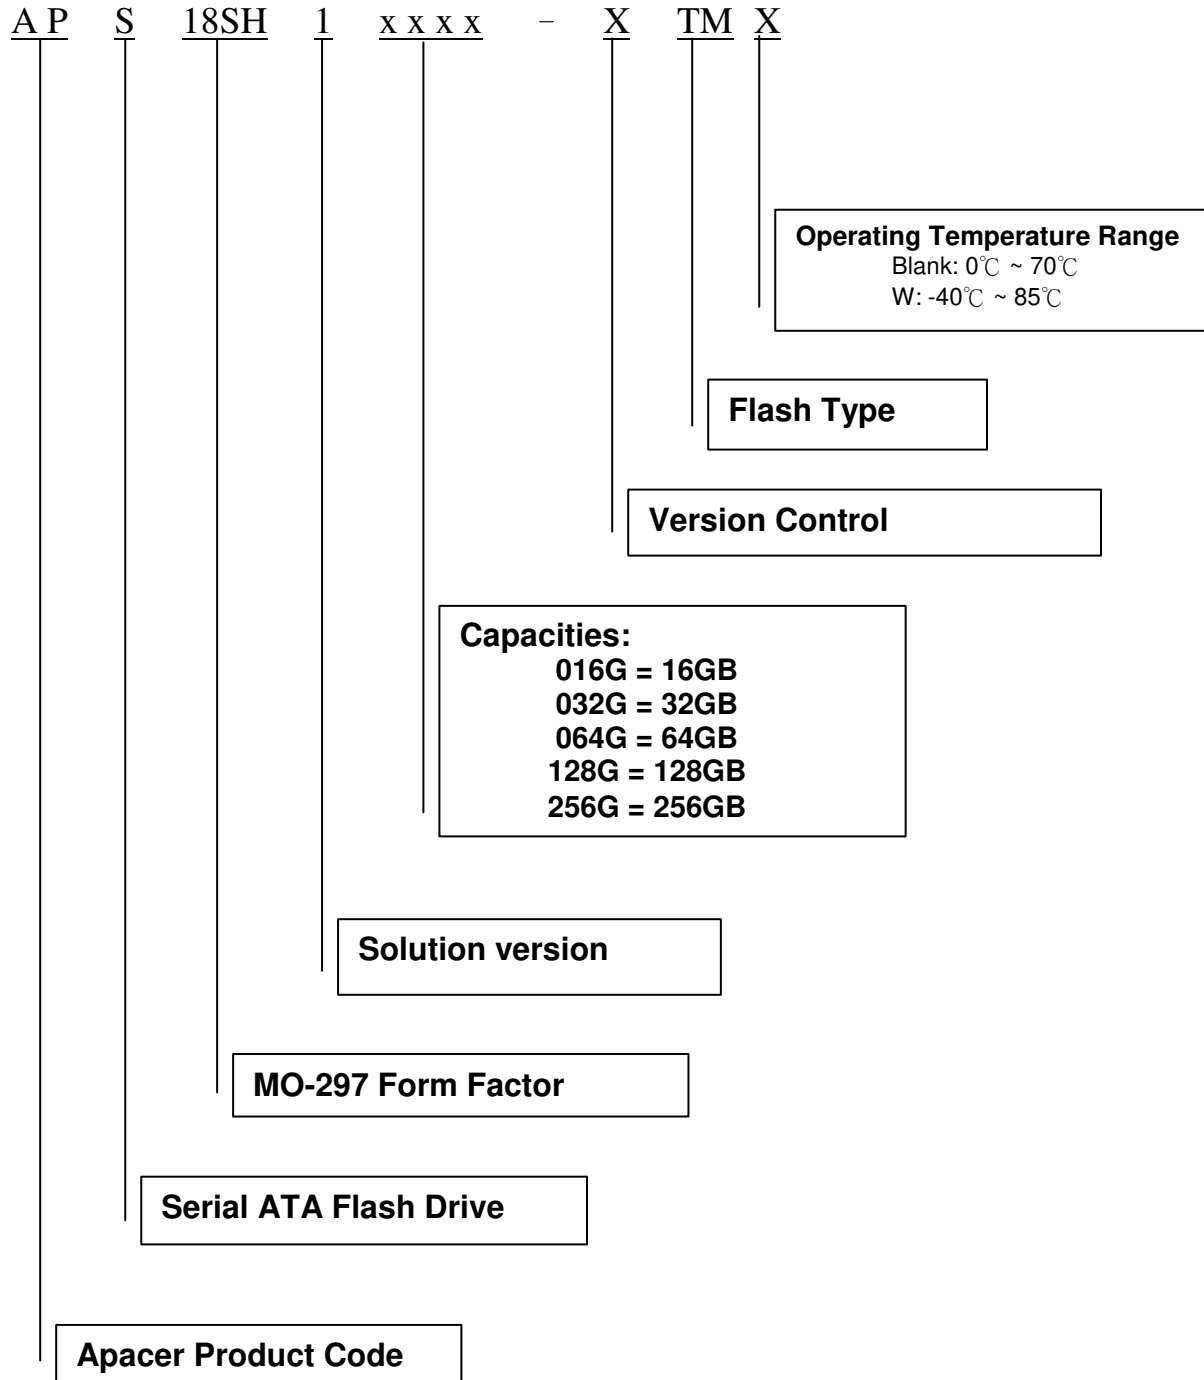 A P S 18SH 1 x x x x – X TM X
Operating Temperature Range
Blank: 0℃ ~ 70℃
W: -40℃ ~ 85℃
Flash Type
Version Control
Capacities:
016G = 16GB
032G = 32GB
064G = 64GB
128G = 128GB
256G = 256GB
Solution version
MO-297 Form Factor
Serial ATA Flash Drive
Apacer Product Code